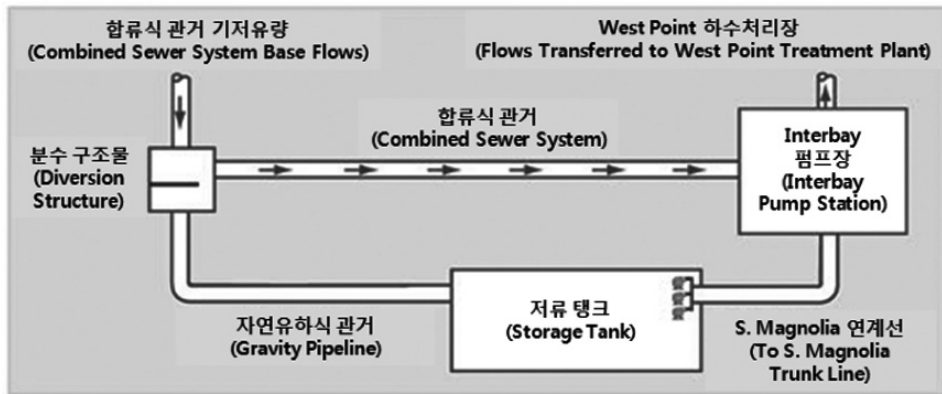 합류식 관거 기저유량
(Combined Sewer System Base Flows)
West Point 하수처리장
(Flows Transferred to West Point Treatment Plant)
합류식 관거
(Combined Sewer System)
분수 구조물
(Diversion
Structure)
Interbay
펌프장
(Interbay
Pump Station)
자연유하식 관거
(Gravity Pipeline)
저류 탱크
(Storage Tank)
S. Magnolia 연계선
(To S. Magnolia
Trunk Line)